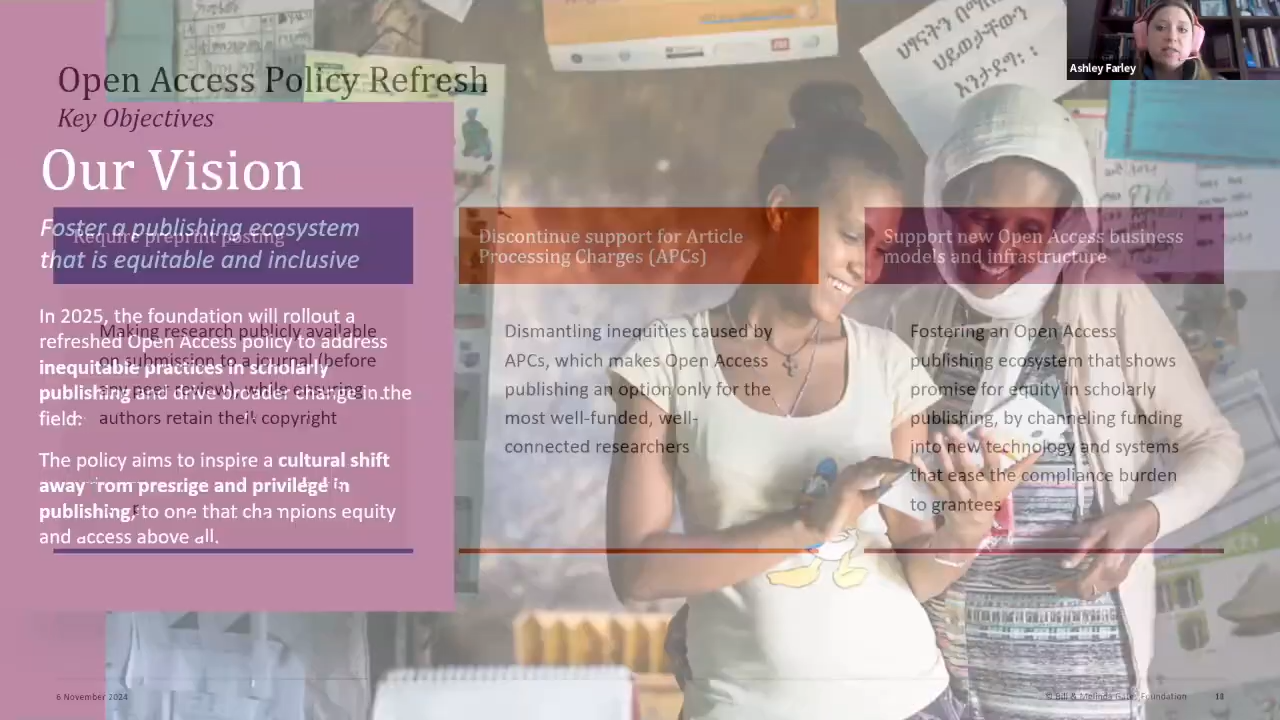 Ashley Farley
ህፃናትን በማ
ህይወታችውን
እንታደግ፡ ፡
Open Access Policy Refresh
Key Objectives
Our Vision
Foster a publishing ecosystem
that is equitable and inclusive
In 2025, the foundation will rollout a
refreshed Open Access policy to address
inequitable practices in scholarly
publishing and drive broader change in the
field.
The policy aims to inspire a cultural shift
away from prestige and privilege in
publishing, to one that champions equity
and access above all.
Require preprint posting
Making research publicly available
on submission to a journal (before
any peer review), while ensuring
authors retain their copyright
Discontinue support for Article
Processing Charges (APCs)
Dismantling inequities caused by
APCs, which makes Open Access
publishing an option only for the
most well-funded, well-
connected researchers
Support new Open Access business
models and infrastructure
Fostering an Open Access
publishing ecosystem that shows
promise for equity in scholarly
publishing, by channeling funding
into new technology and systems
that ease the compliance burden
to grantees
6 November 2024
© Bill & Melinda Gates Foundation
18